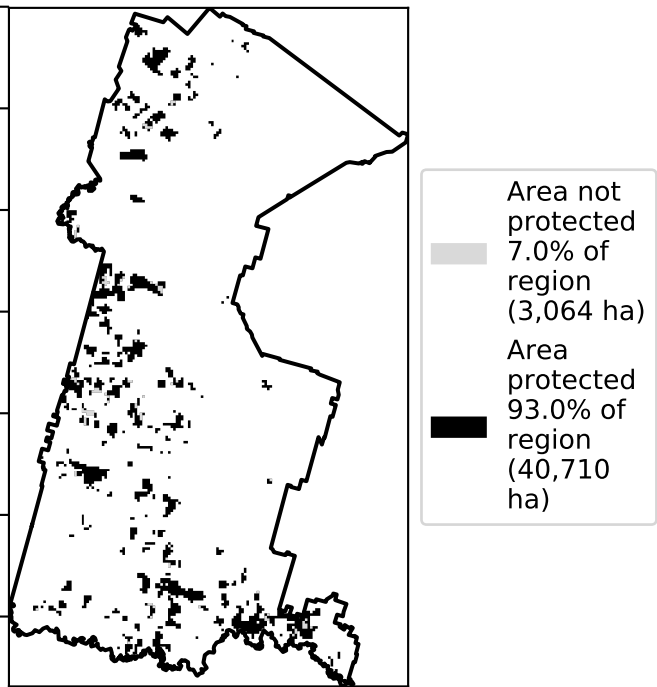 Area not
protected
7.0% of
region
(3,064 ha)
Area
protected
93.0% of
region
(40,710
ha)